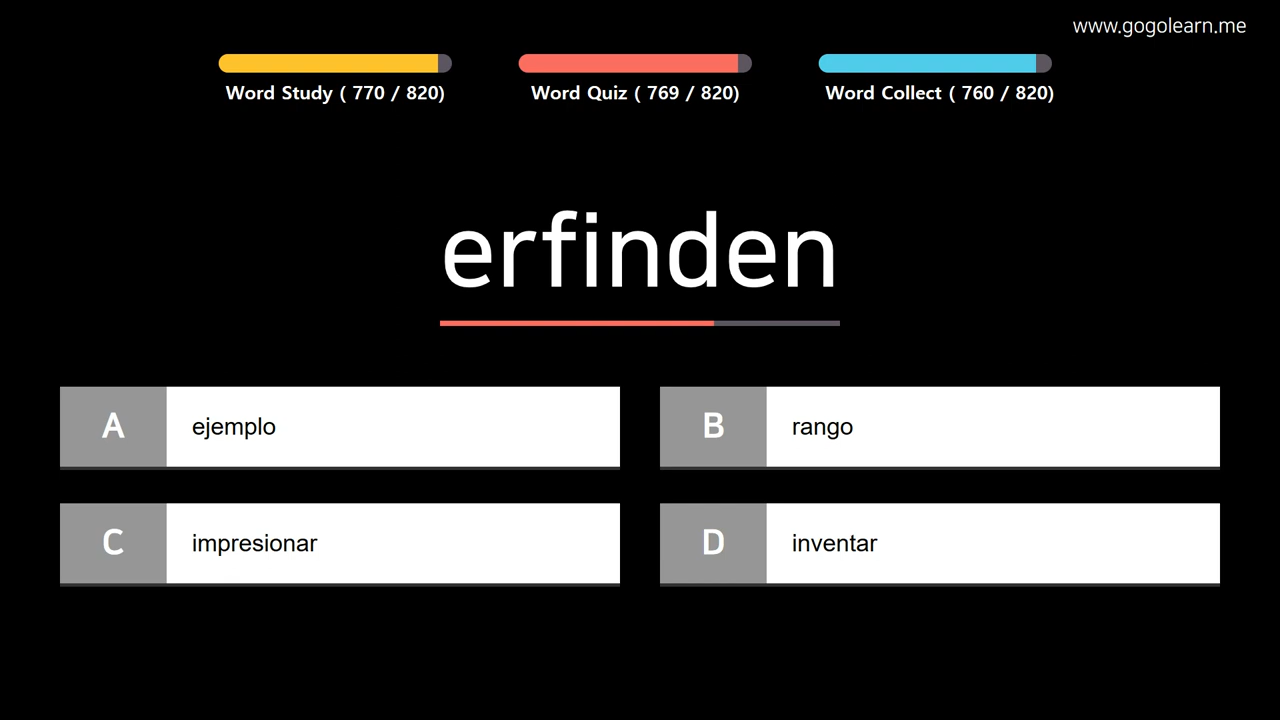 www.gogolearn.me
Word Study ( 770 / 820)
Word Quiz ( 769 / 820)
Word Collect ( 760 / 820)
erfinden
A
ejemplo
B
rango
C
impresionar
D
inventar